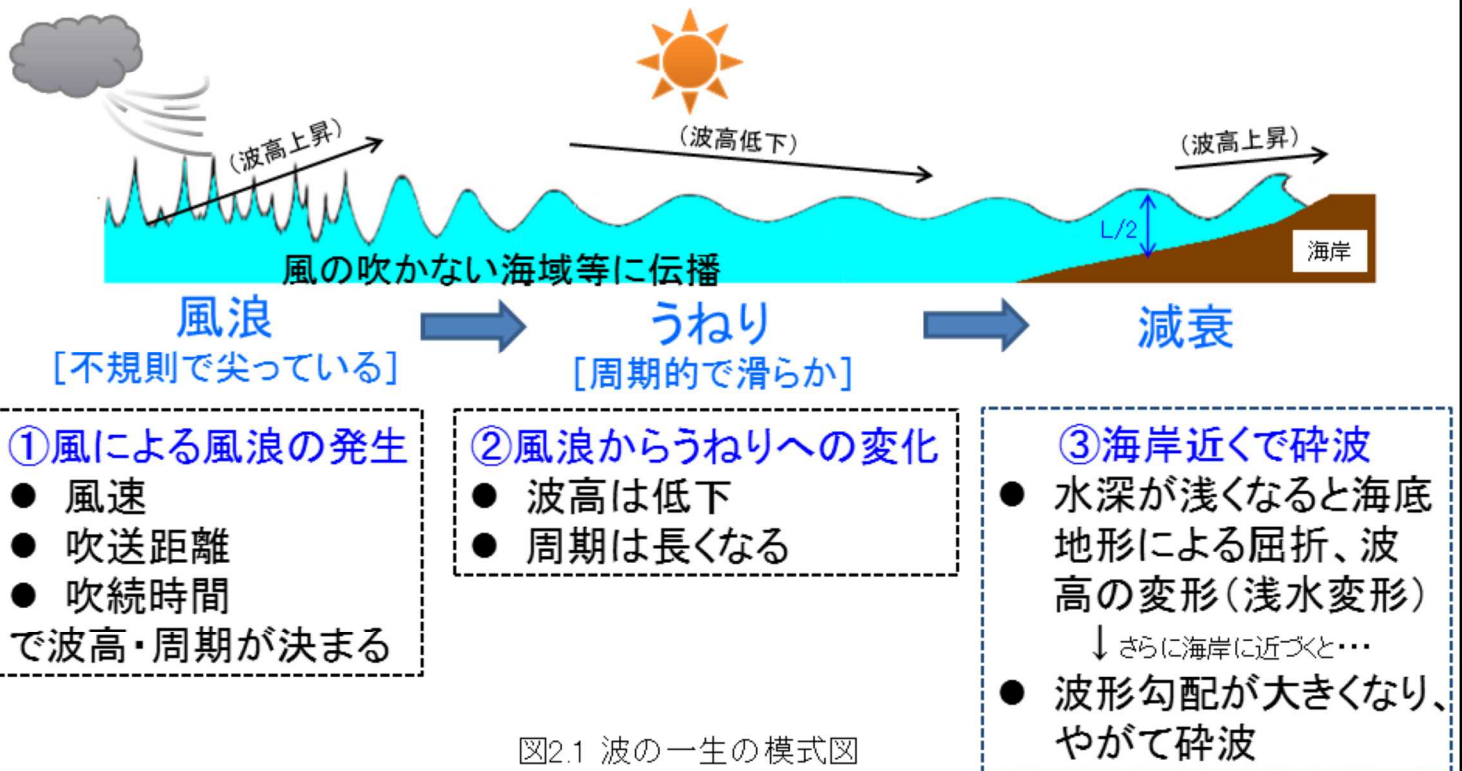 (波高上昇)
(波高低下)
(波高上昇)
L/2
海岸
風の吹かない海域等に伝播
風浪
[不規則で尖っている]
うねり
[周期的で滑らか]
減衰
①風による風浪の発生
● 風速
● 吹送距離
● 吹続時間
で波高・周期が決まる
②風浪からうねりへの変化
● 波高は低下
● 周期は長くなる
③海岸近くで砕波
● 水深が浅くなると海底
地形による屈折、波
高の変形(浅水変形)
↓さらに海岸に近づくと・・・
● 波形勾配が大きくなり、
やがて砕波
図2.1 波の一生の模式図